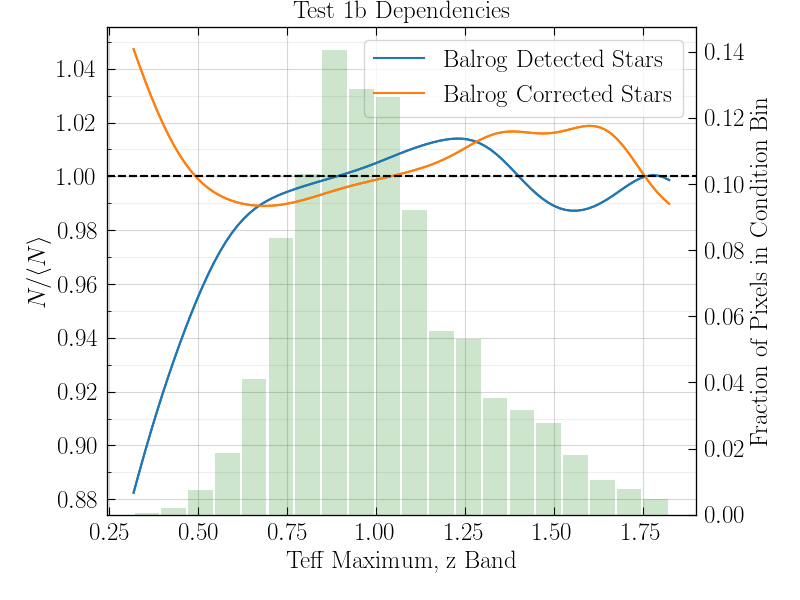 Test 1b Dependencies
Balrog Detected Stars
Balrog Corrected Stars
N/⟨N⟩
1.04
1.02
1.00
0.98
0.96
0.94
0.92
0.90
0.88
0.14
0.12
0.10
0.08
0.06
0.04
0.02
0.00
Fraction of Pixels in Condition Bin
0.25 0.50 0.75 1.00 1.25 1.50 1.75
Teff Maximum, z Band